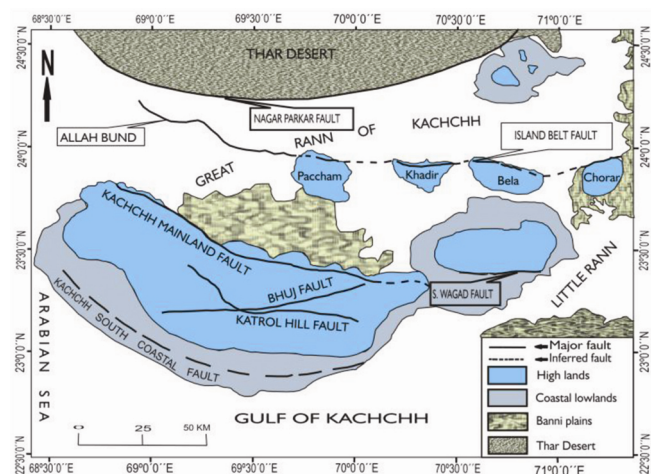 68°30'0"E
69°0'0"E
69°30'0"E
70°0'0"E
70°30'0"E
71°0'0"E
24°30'0"N
24°0'0"N
23°30'0"N
23°0'0"N
22°30'0"N
N
THAR DESERT
NAGAR PARKAR FAULT
ALLAH BUND
GREAT RANN OF KACHCHH
ISLAND BELT FAULT
Paccham
Khadir
Bela
Chorar
KACHCHH MAINLAND FAULT
BHUJ FAULT
KATROL HILL FAULT
S. WAGAD FAULT
LITTLE RANN
KACHCHH SOUTH COASTAL FAULT
ARABIAN SEA
GULF OF KACHCHH
0 25 50 KM
Major fault
Inferred fault
High lands
Coastal lowlands
Banni plains
Thar Desert
24°30'0"N
24°0'0"N
23°30'0"N
23°0'0"N
22°30'0"N
68°30'0"E
69°0'0"E
69°30'0"E
70°0'0"E
70°30'0"E
71°0'0"E